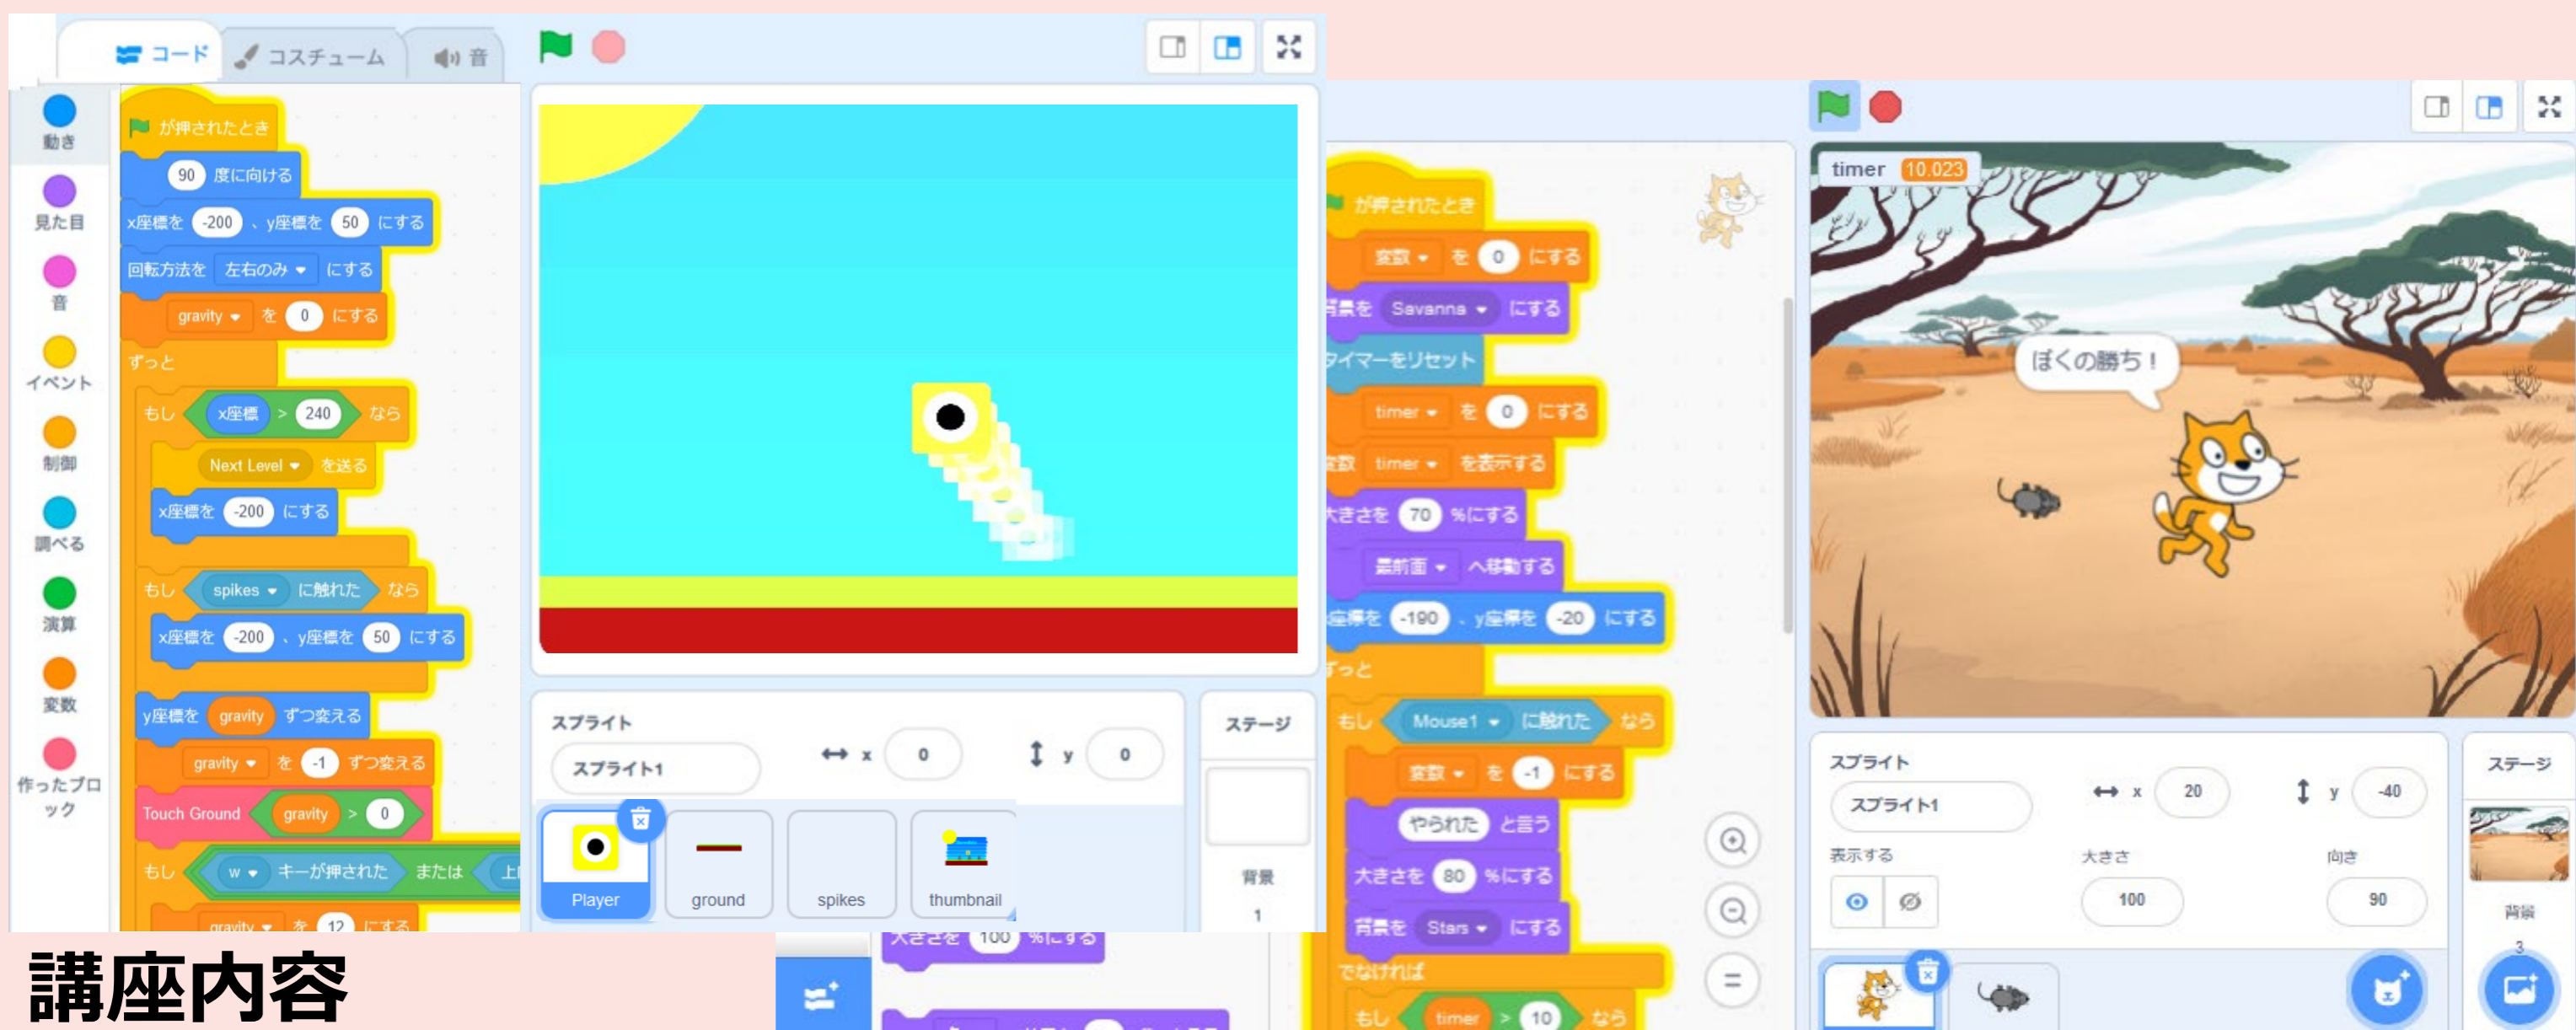 コード
コスチューム
音
動き
見た目
音
イベント
制御
調べる
演算
変数
作ったブロ
ック
が押されたとき
90 度に向ける
x座標を -200 、y座標を 50 にする
回転方法を 左右のみ にする
gravity を 0 にする
ずっと
もし x座標 > 240 なら
Next Level を送る
x座標を -200 にする
もし spikes に触れた なら
x座標を -200 、y座標を 50 にする
y座標を gravity ずつ変える
gravity を -1 ずつ変える
Touch Ground gravity > 0
もし w キーが押された または 上
gravity を 12 にする
スプライト
スプライト1
x 0
y 0
ステージ
背景
1
Player
ground
spikes
thumbnail
が押されたとき
変数 を 0 にする
背景を Savanna にする
タイマーをリセット
timer を 0 にする
変数 timer を表示する
大きさを 70 %にする
最前面 へ移動する
座標を -190 、y座標を -20 にする
ずっと
もし Mouse1 に触れた なら
変数 を -1 にする
やられた と言う
大きさを 80 %にする
背景を Stars にする
でなければ
もし timer > 10 なら
timer 10.023
ぼくの勝ち！
スプライト
スプライト1
x 20
y -40
表示する
大きさ
100
向き
90
ステージ
背景
3
大きさを 100 %にする
講座内容